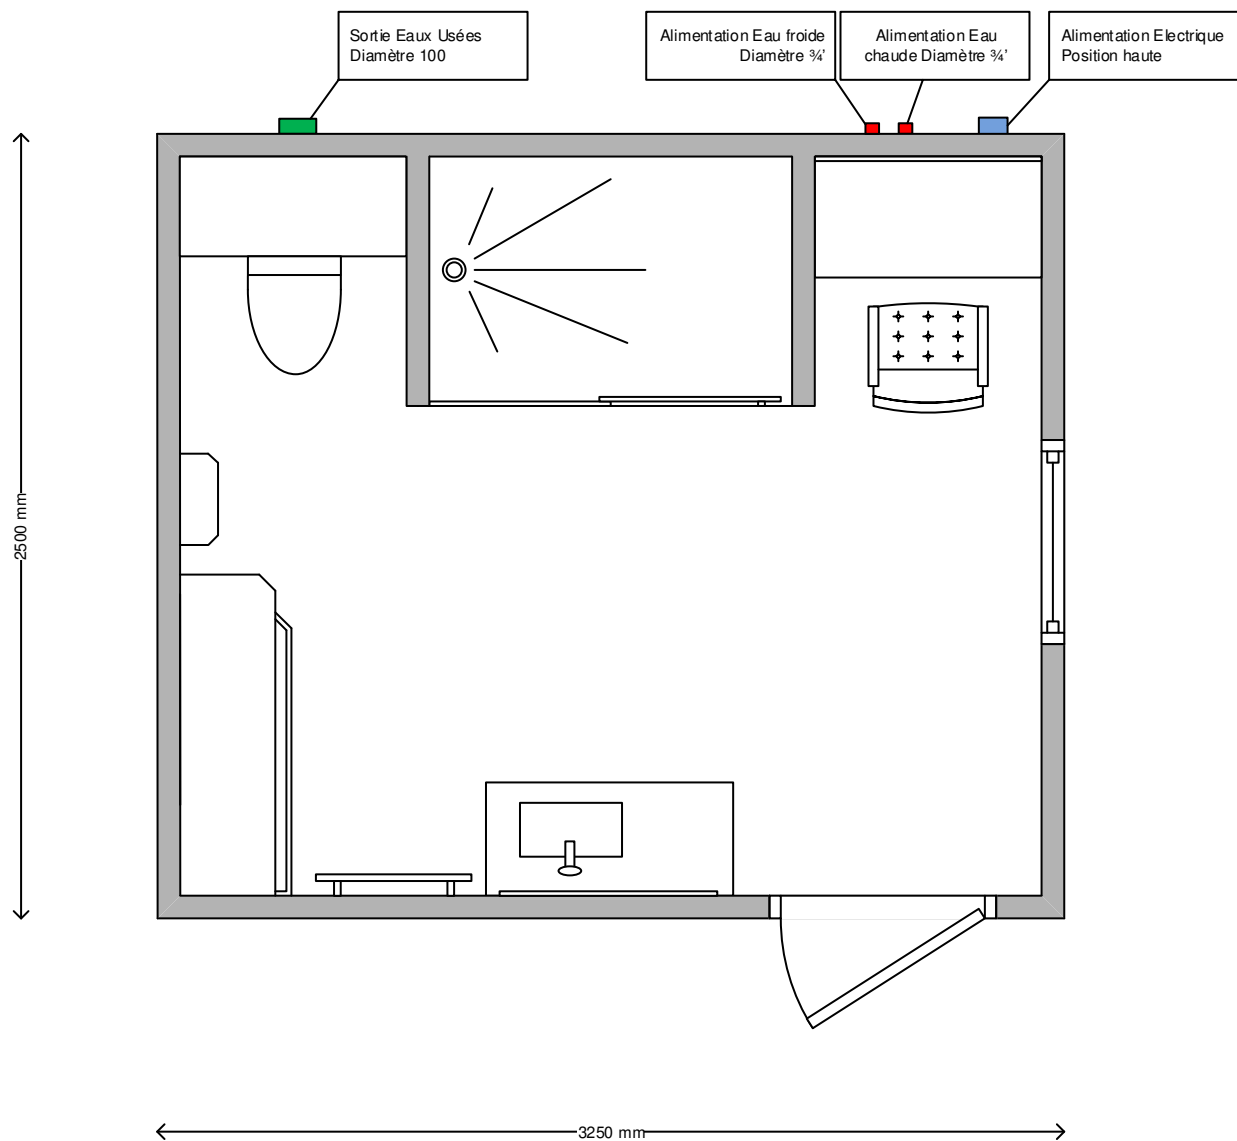 Sortie Eaux Usées
Diamètre 100
Alimentation Eau froide
Diamètre ¾'
Alimentation Eau
chaude Diamètre ¾'
Alimentation Electrique
Position haute
2500 mm
3250 mm